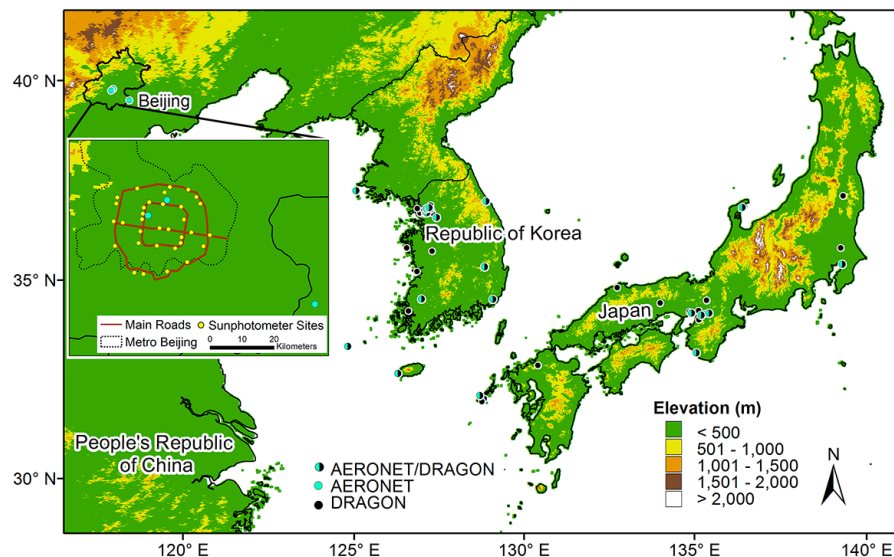 40° N
Beijing
Main Roads
Sunphotometer Sites
Metro Beijing
0
10
20
Kilometers
Republic of Korea
35° N
Japan
People's Republic
of China
30° N
AERONET/DRAGON
AERONET
DRAGON
Elevation (m)
< 500
501 - 1,000
1,001 - 1,500
1,501 - 2,000
> 2,000
N
120° E
125° E
130° E
135° E
140° E